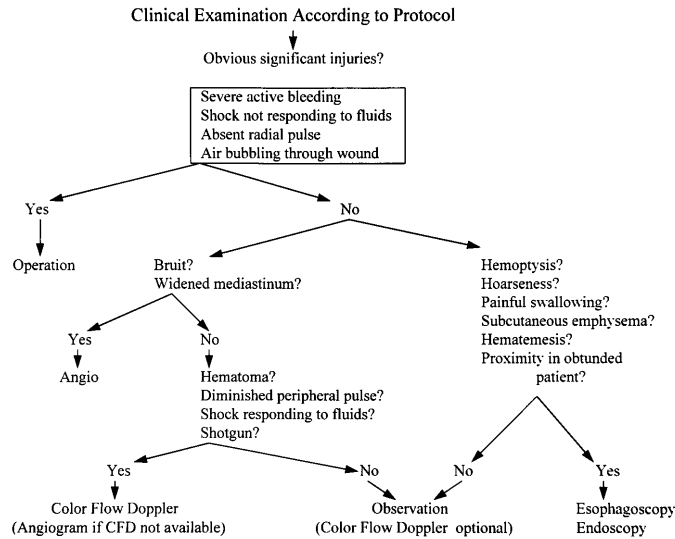 Clinical Examination According to Protocol
Obvious significant injuries?
Severe active bleeding
Shock not responding to fluids
Absent radial pulse
Air bubbling through wound
Yes
No
Operation
Bruit?
Widened mediastinum?
Hemoptysis?
Hoarseness?
Painful swallowing?
Subcutaneous emphysema?
Hematemesis?
Proximity in obtunded
patient?
Yes
No
Angio
Hematoma?
Diminished peripheral pulse?
Shock responding to fluids?
Shotgun?
Yes
No
No
Yes
Color Flow Doppler
(Angiogram if CFD not available)
Observation
(Color Flow Doppler optional)
Esophagoscopy
Endoscopy